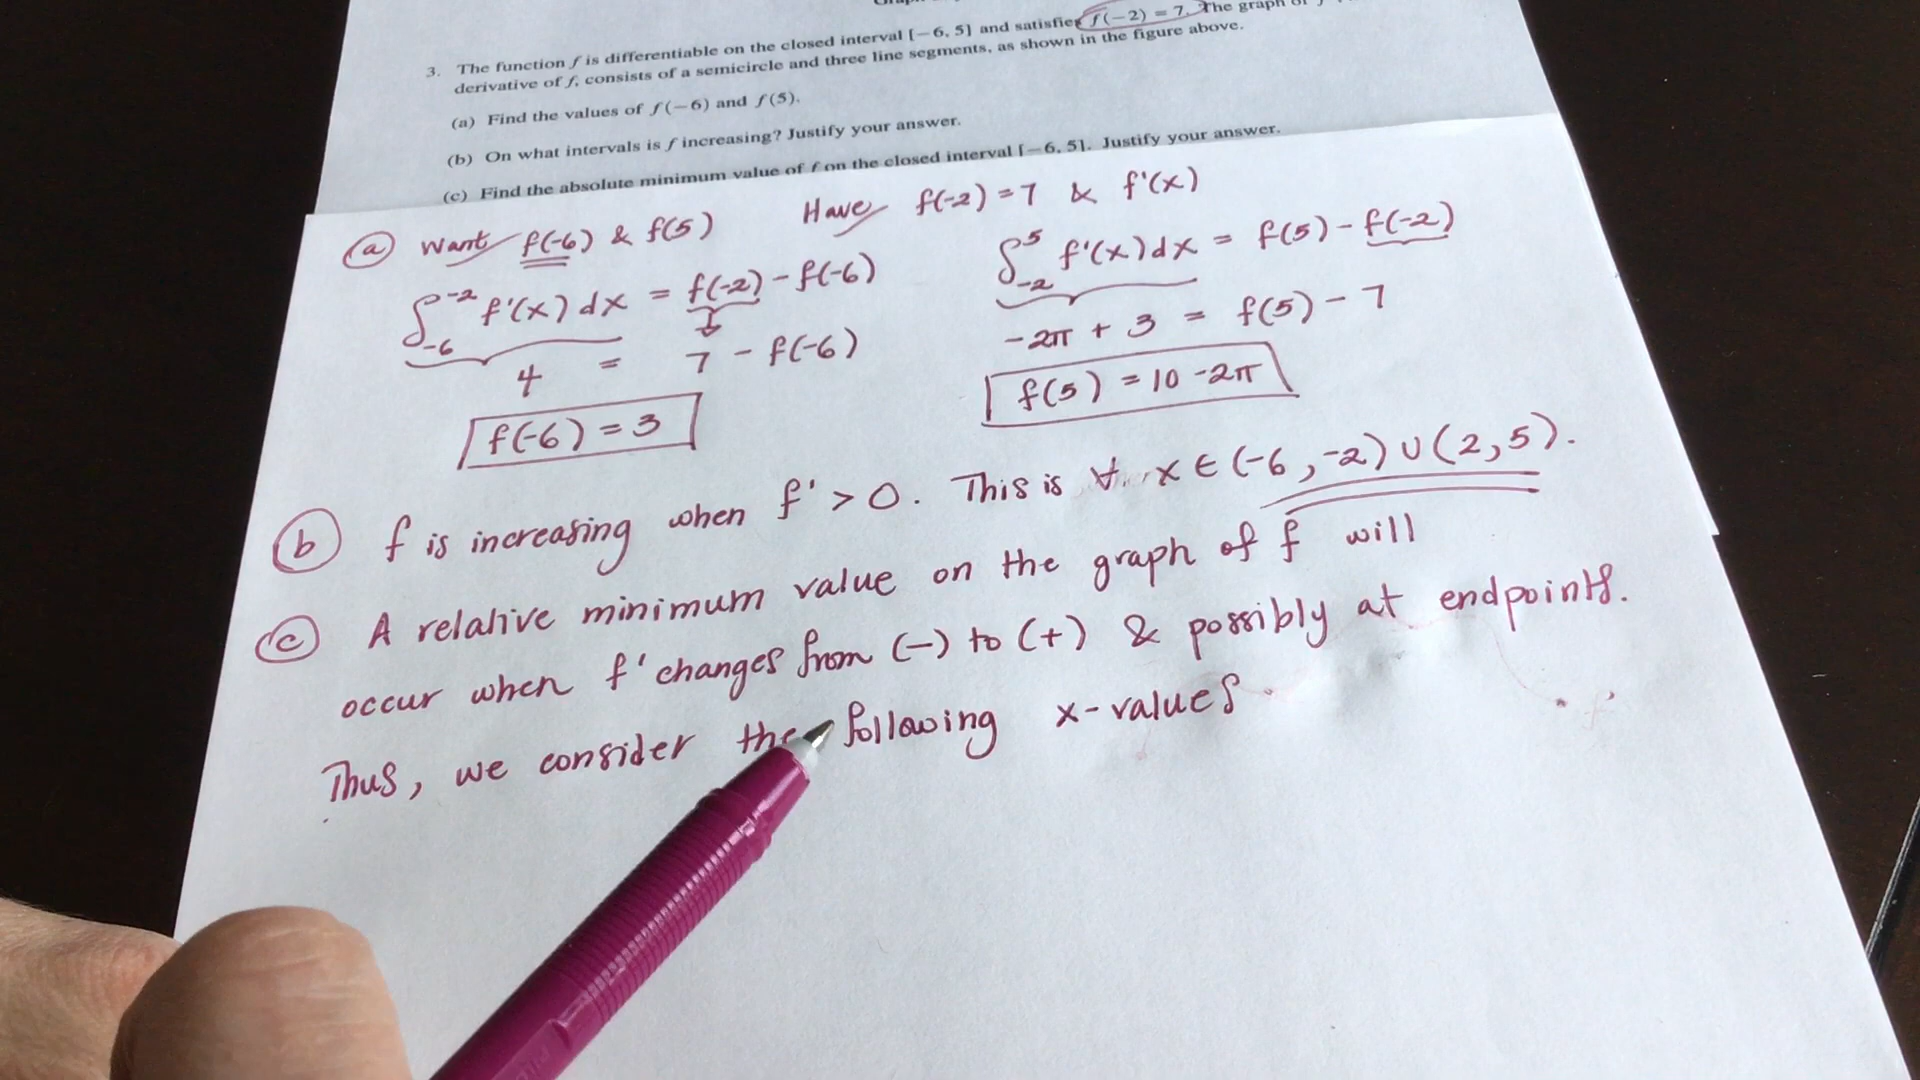 3. The function f is differentiable on the closed interval [−6, 5] and satisfies f(−2) = 7. The graph of
derivative of f, consists of a semicircle and three line segments, as shown in the figure above.
(a) Find the values of f(−6) and f(5).
(b) On what intervals is f increasing? Justify your answer.
(c) Find the absolute minimum value of f on the closed interval [−6, 5]. Justify your answer.
(a) Want f(-6) & f(5) Have f(-2) = 7 & f'(x)
∫_{-6}^{-2} f'(x) dx = f(-2) - f(-6)
4 = 7 - f(-6)
f(-6) = 3
∫_{-2}^{5} f'(x) dx = f(5) - f(-2)
-2π + 3 = f(5) - 7
f(5) = 10 - 2π
(b) f is increasing when f' > 0. This is ∀ x ∈ (-6, -2) ∪ (2, 5).
(c) A relative minimum value on the graph of f will
occur when f' changes from (-) to (+) & possibly at endpoints.
Thus, we consider the following x-values